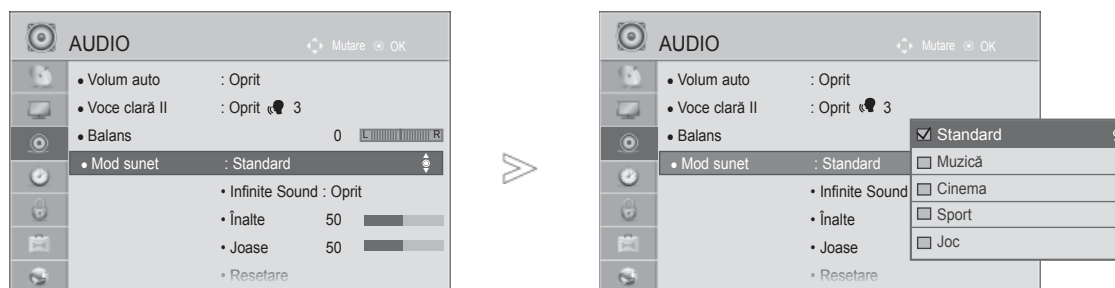 AUDIO
Mutare OK
• Volum auto : Oprit
• Voce clară II : Oprit 3
• Balans 0 L R
• Mod sunet : Standard
• Infinite Sound : Oprit
• Înalte 50
• Joase 50
• Resetare
AUDIO
Mutare OK
• Volum auto : Oprit
• Voce clară II : Oprit 3
• Balans
• Mod sunet : Standard
• Infinite Sound
• Înalte
• Joase
• Resetare
Standard
Muzică
Cinema
Sport
Joc